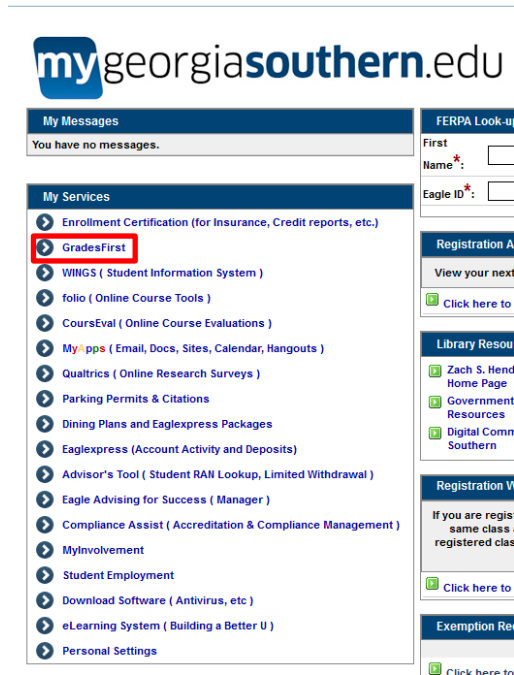 mygeorgiasouthern.edu
My Messages
You have no messages.
My Services
Enrollment Certification (for Insurance, Credit reports, etc.)
GradesFirst
WINGS ( Student Information System )
folio ( Online Course Tools )
CoursEval ( Online Course Evaluations )
MyApps ( Email, Docs, Sites, Calendar, Hangouts )
Qualtrics ( Online Research Surveys )
Parking Permits & Citations
Dining Plans and Eaglexpress Packages
Eaglexpress (Account Activity and Deposits)
Advisor's Tool ( Student RAN Lookup, Limited Withdrawal )
Eagle Advising for Success ( Manager )
Compliance Assist ( Accreditation & Compliance Management )
MyInvolvement
Student Employment
Download Software ( Antivirus, etc )
eLearning System ( Building a Better U )
Personal Settings
FERPA Look-up
First
Name*:
Eagle ID*:
Registration A
View your next
Click here to
Library Resou
Zach S. Hend
Home Page
Government
Resources
Digital Comm
Southern
Registration W
If you are regis
same class
registered clas
Click here to
Exemption Re
Click here to